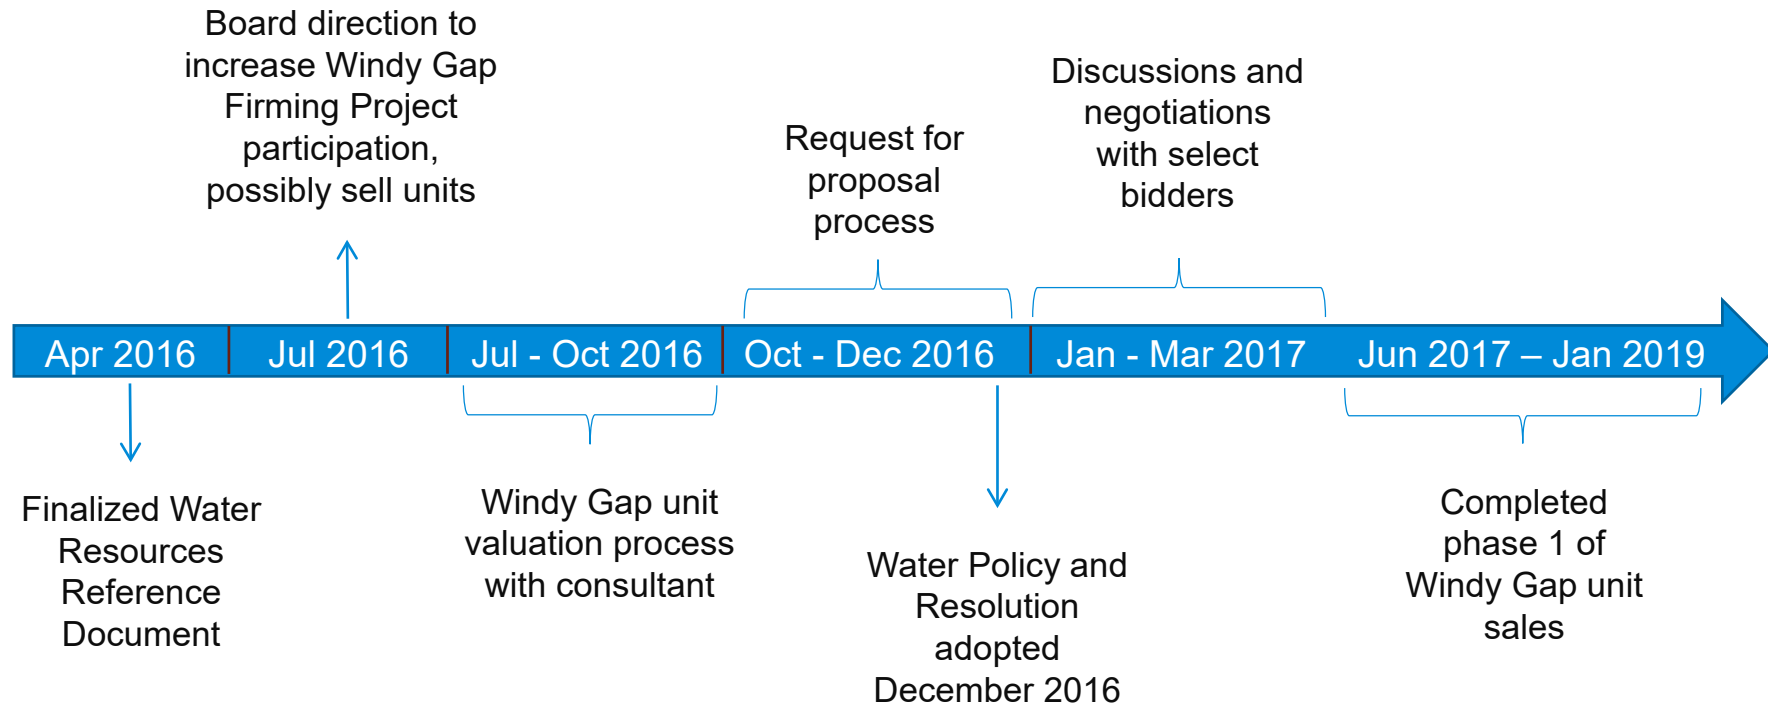 Board direction to
increase Windy Gap
Firming Project
participation,
possibly sell units
Request for
proposal
process
Discussions and
negotiations
with select
bidders
Apr 2016
Jul 2016
Jul - Oct 2016
Oct - Dec 2016
Jan - Mar 2017
Jun 2017 – Jan 2019
Finalized Water
Resources
Reference
Document
Windy Gap unit
valuation process
with consultant
Water Policy and
Resolution
adopted
December 2016
Completed
phase 1 of
Windy Gap unit
sales